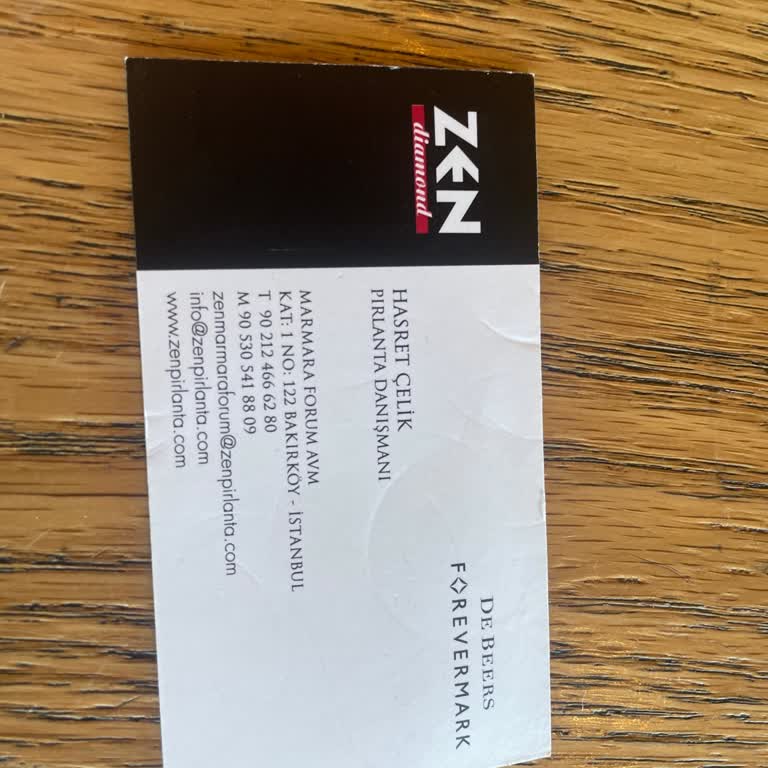 ZEN
diamond
DE BEERS
FOREVERMARK
HASRET ÇELİK
PIRLANTA DANIŞMANI
MARMARA FORUM AVM
KAT: 1 NO: 122 BAKIRKÖY - İSTANBUL
T 90 212 466 62 80
M 90 530 541 88 09
zenmarmaraforum@zenpirlanta.com
info@zenpirlanta.com
www.zenpirlanta.com